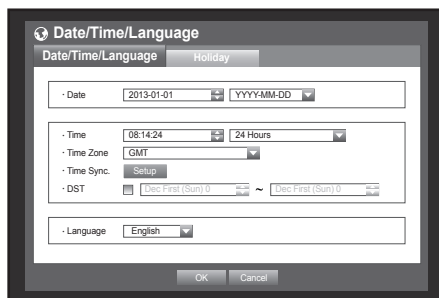 Date/Time/Language
Date/Time/Language Holiday
· Date 2013-01-01 YYYY-MM-DD
· Time 08:14:24 24 Hours
· Time Zone GMT
· Time Sync. Setup
· DST Dec First (Sun) 0 ~ Dec First (Sun) 0
· Language English
OK Cancel